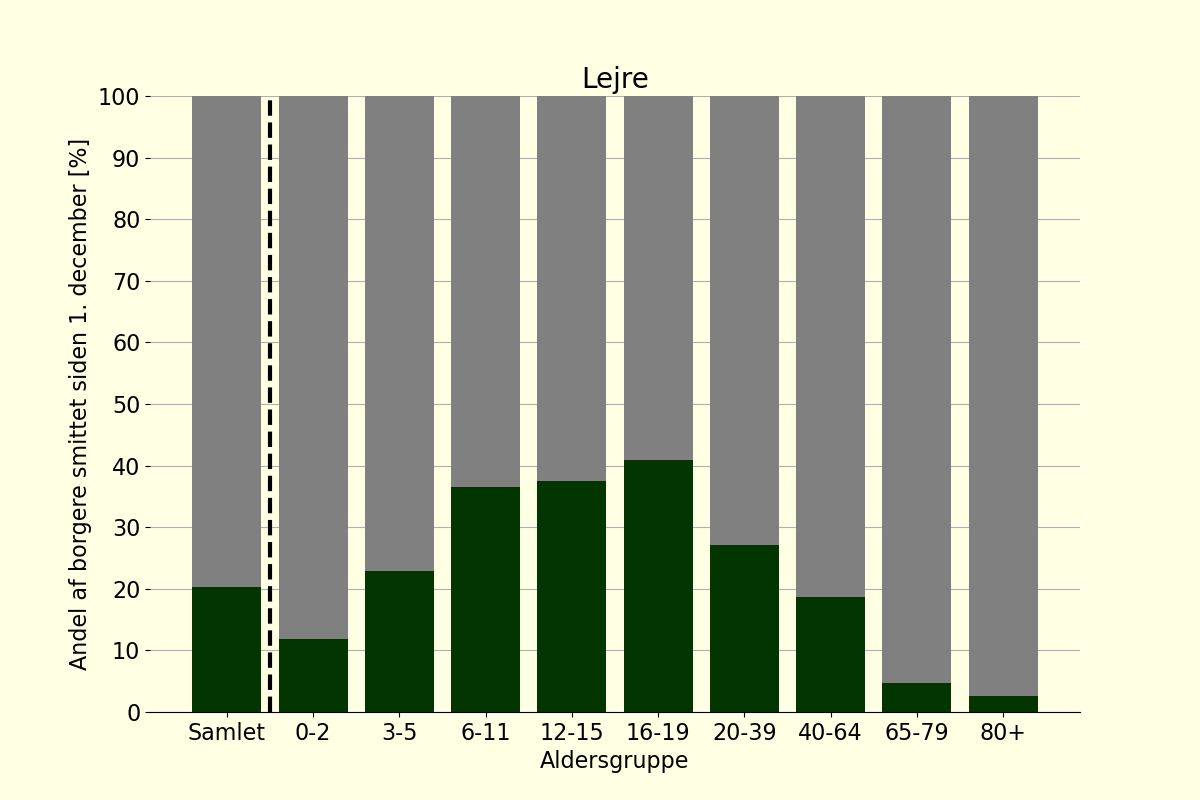 Lejre
Andel af borgere smittet siden 1. december [%]
100
90
80
70
60
50
40
30
20
10
0
Samlet 0-2 3-5 6-11 12-15 16-19 20-39 40-64 65-79 80+
Aldersgruppe